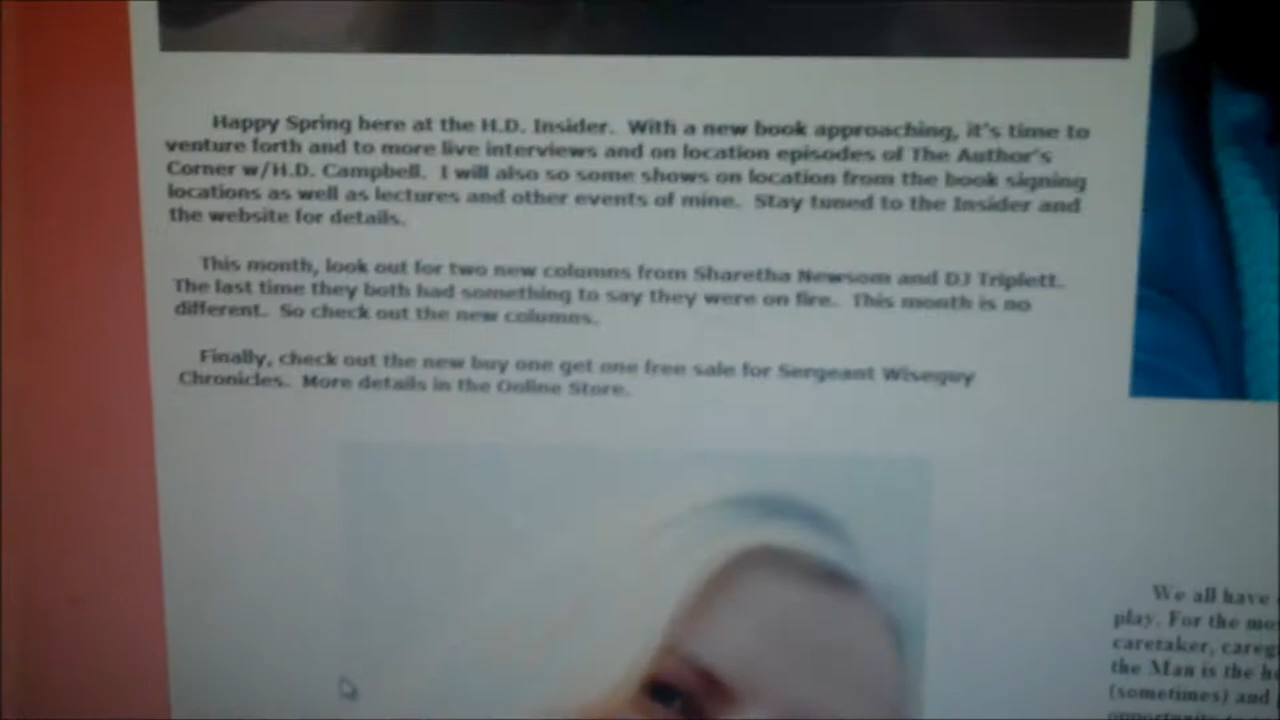 Happy Spring here at the H.D. Insider. With a new book approaching, it's time to
venture forth and to more live interviews and on location episodes of The Author's
Corner w/H.D. Campbell. I will also so some shows on location from the book signing
locations as well as lectures and other events of mine. Stay tuned to the Insider and
the website for details.
This month, look out for two new columns from Sharetha Newsom and DJ Triplett.
The last time they both had something to say they were on fire. This month is no
different. So check out the new columns.
Finally, check out the new buy one get one free sale for Sergeant Wiseguy
Chronicles. More details in the Online Store.
We all have
play. For the
caretaker,
the Man is the
(sometimes) and